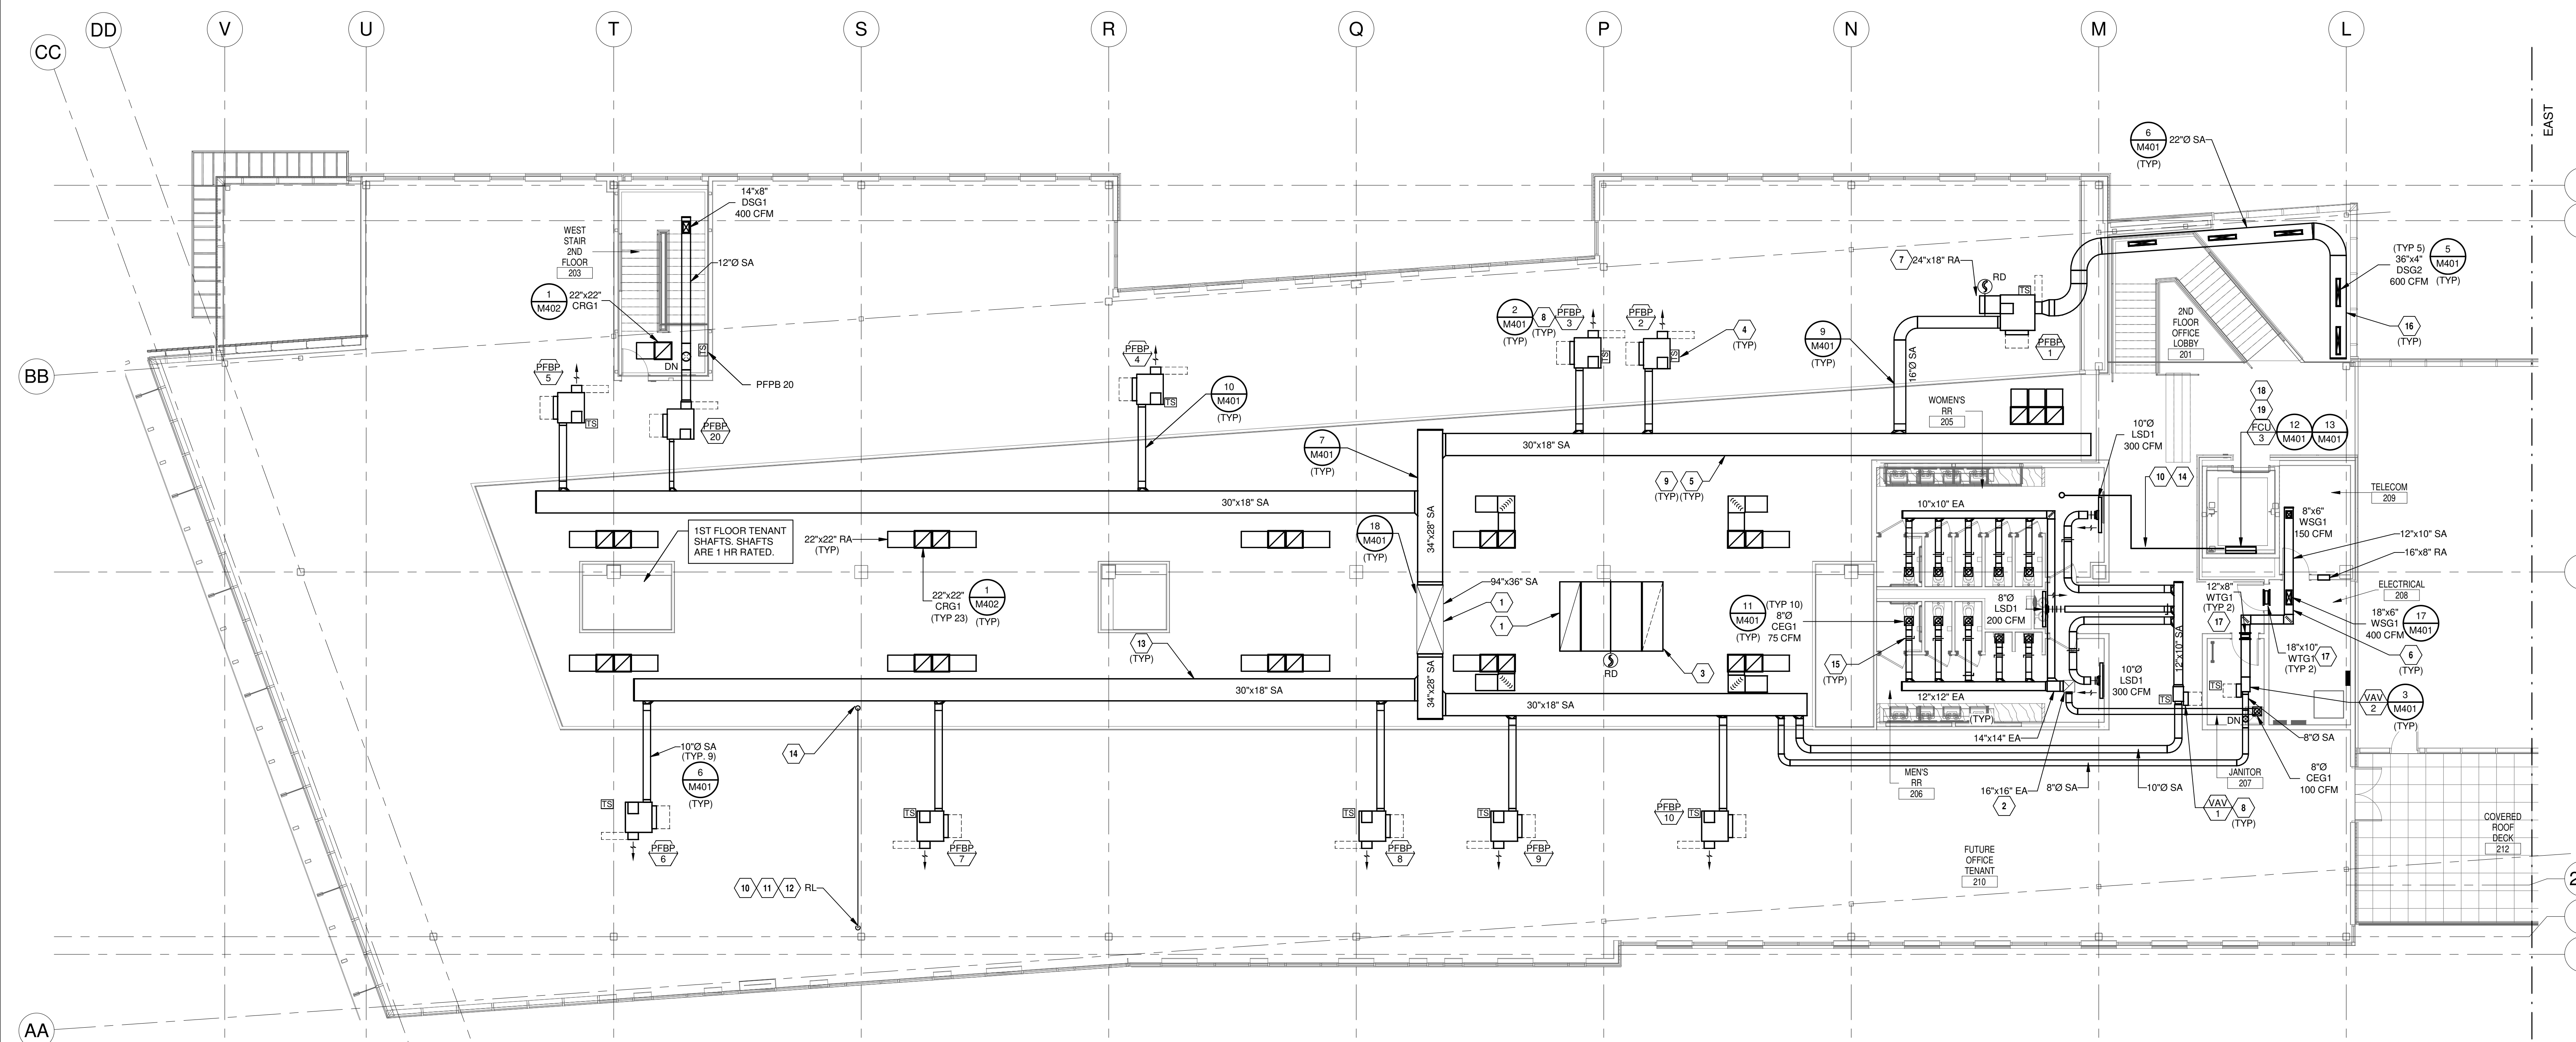 CC
DD
V
U
T
S
R
Q
P
N
M
L
EAST
BB
AA
6
M401
(TYP)
22"Ø SA
14"x8"
DSG1
400 CFM
WEST
STAIR
2ND
FLOOR
203
12"Ø SA
1
M402
22"x22"
CRG1
TS
DN
PFPB 20
PFBP
5
TS
PFBP
20
PFBP
4
TS
10
M401
(TYP)
2
M401
(TYP)
8
(TYP)
PFBP
3
TS
PFBP
2
TS
4
(TYP)
9
M401
(TYP)
16"Ø SA
7
24"x18" RA
RD
TS
PFBP
1
(TYP 5)
36"x4"
DSG2
600 CFM
5
M401
(TYP)
16
(TYP)
2ND
FLOOR
OFFICE
LOBBY
201
7
M401
(TYP)
30"x18" SA
9
(TYP)
5
(TYP)
WOMEN'S
RR
205
10"Ø
LSD1
300 CFM
18
19
FCU
3
12
M401
13
M401
10
14
TELECOM
209
30"x18" SA
34"x28" SA
18
M401
(TYP)
1ST FLOOR TENANT
SHAFTS. SHAFTS
ARE 1 HR RATED.
22"x22" RA
(TYP)
22"x22"
CRG1
(TYP 23)
1
M402
(TYP)
94"x36" SA
1
1
RD
3
10"x10" EA
8"x6"
WSG1
150 CFM
12"x10" SA
16"x8" RA
ELECTRICAL
208
11
M401
(TYP)
(TYP 10)
8"Ø
CEG1
75 CFM
8"Ø
LSD1
200 CFM
12"x8"
WTG1
(TYP 2)
17
18"x6"
WSG1
400 CFM
17
M401
18"x10"
WTG1
(TYP 2)
17
6
(TYP)
15
(TYP)
12"x10" SA
13
(TYP)
30"x18" SA
34"x28" SA
30"x18" SA
12"x12" EA
10"Ø
LSD1
300 CFM
TS
TS
VAV
2
3
M401
(TYP)
(TYP)
DN
8"Ø SA
14"x14" EA
10"Ø SA
(TYP. 9)
6
M401
(TYP)
14
MEN'S
RR
206
16"x16" EA
2
8"Ø SA
10"Ø SA
JANITOR
207
8"Ø
CEG1
100 CFM
VAV
1
8
(TYP)
TS
PFBP
6
TS
PFBP
7
TS
PFBP
8
TS
PFBP
9
PFBP
10
TS
COVERED
ROOF
DECK
212
FUTURE
OFFICE
TENANT
210
10
11
12
RL
2